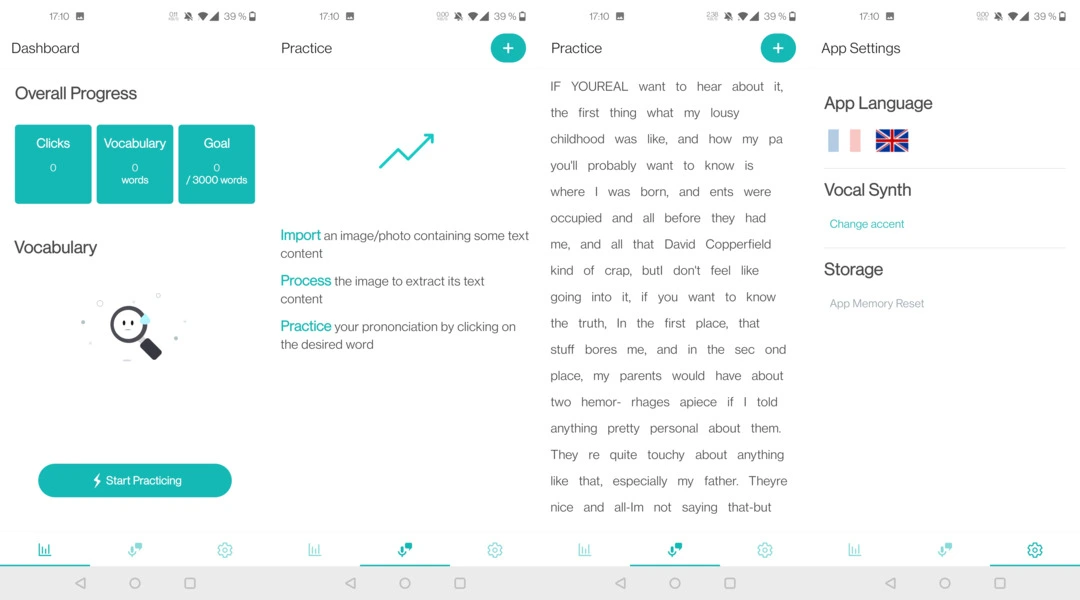 17:10
39 %
Dashboard
Overall Progress
Clicks
0
Vocabulary
0
words
Goal
0
/ 3000 words
Vocabulary
Start Practicing
17:10
0,00
39 %
Practice
+
Import an image/photo containing some text
content
Process the image to extract its text
content
Practice your prononciation by clicking on
the desired word
17:10
39 %
Practice
+
IF YOUREAL want to hear about it,
the first thing what my lousy
childhood was like, and how my pa
you'll probably want to know is
where I was born, and ents were
occupied and all before they had
me, and all that David Copperfield
kind of crap, butI don't feel like
going into it, if you want to know
the truth, In the first place, that
stuff bores me, and in the sec ond
place, my parents would have about
two hemor- rhages apiece if I told
anything pretty personal about them.
They re quite touchy about anything
like that, especially my father. Theyre
nice and all-Im not saying that-but
17:10
0,00
39 %
App Settings
App Language
Vocal Synth
Change accent
Storage
App Memory Reset